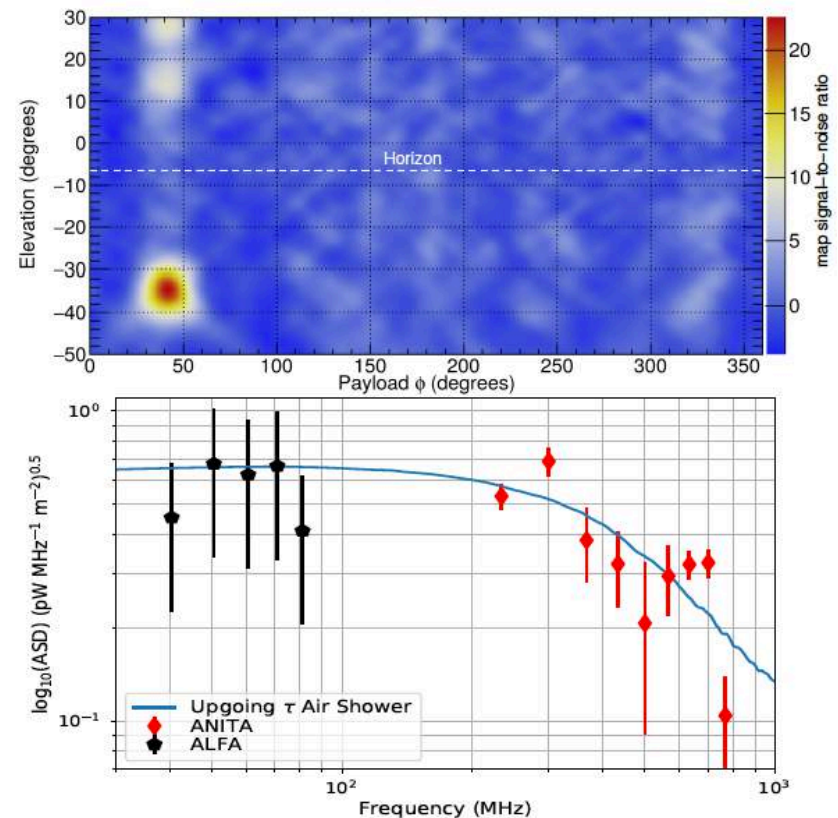 30
20
10
0
−10
−20
−30
−40
−50
Elevation (degrees)
Horizon
0 50 100 150 200 250 300 350
Payload ϕ (degrees)
20
15
10
5
0
map signal-to-noise ratio
10⁰
10⁻¹
log₁₀(ASD) (pW MHz⁻¹ m⁻²)⁰·⁵
Upgoing τ Air Shower
ANITA
ALFA
10² 10³
Frequency (MHz)